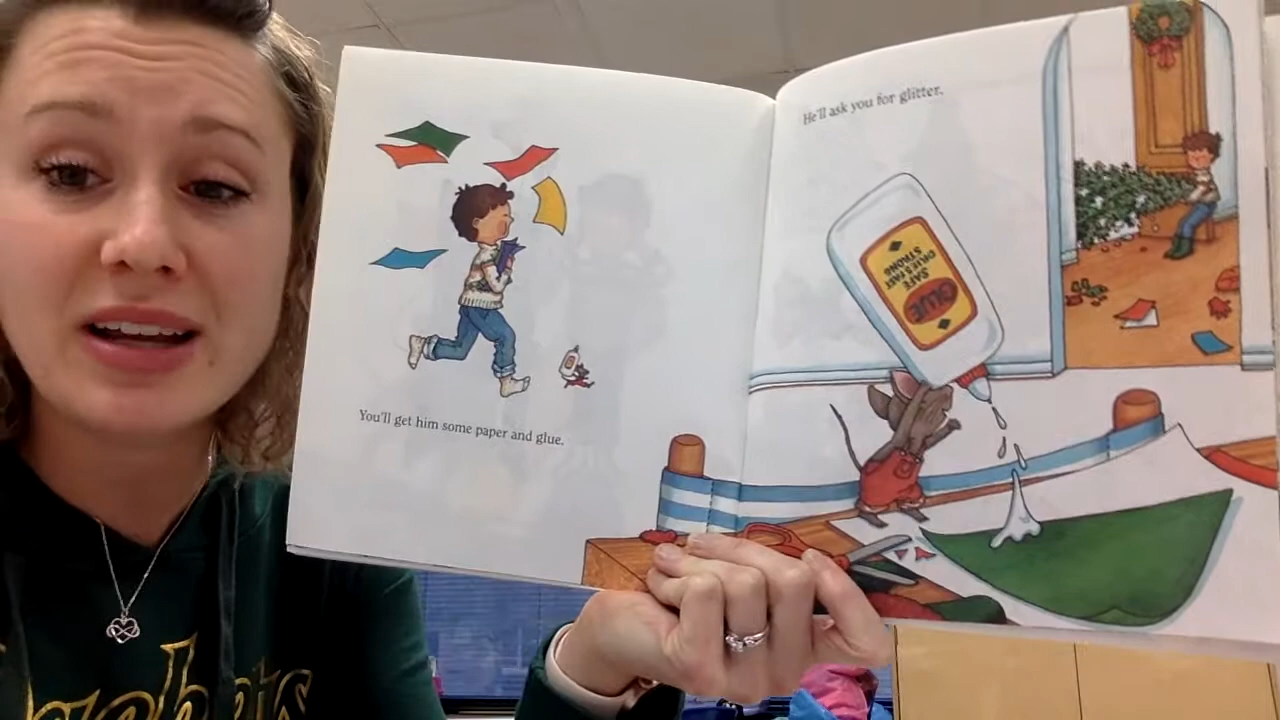 He'll ask you for glitter.
You'll get him some paper and glue.
SAFE
DRIES FAST
STRONG
GLUE